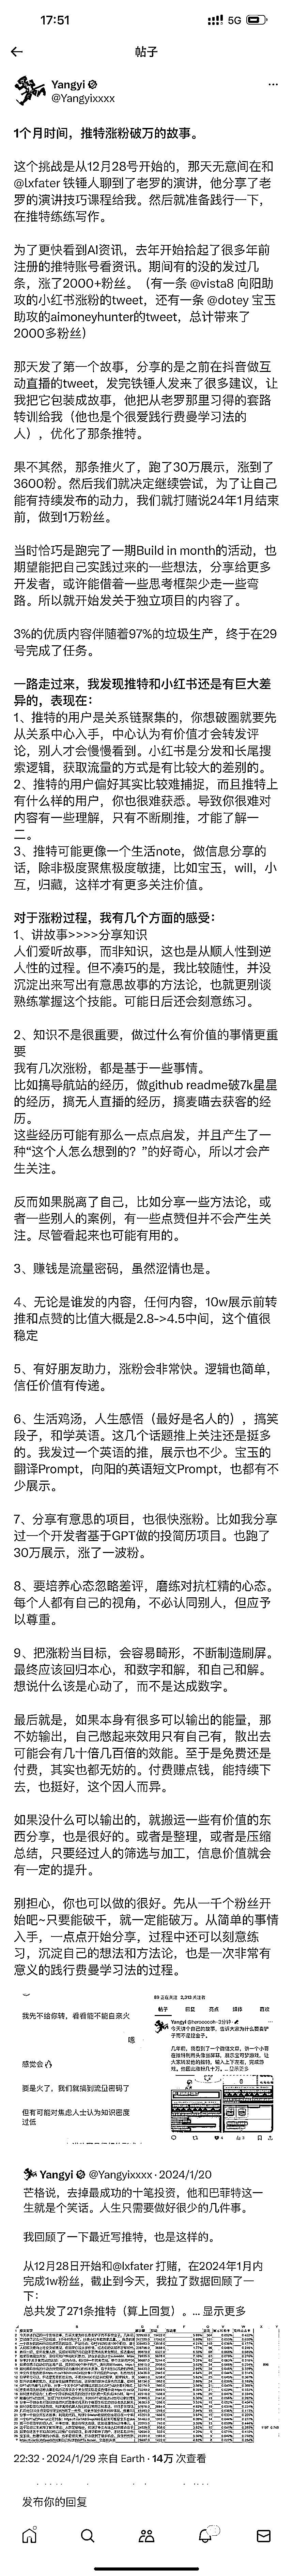 17:51
5G
帖子
Yangyi
@Yangyixxxx
1个月时间，推特涨粉破万的故事。
这个挑战是从12月28号开始的，那天无意间在和
@lxfater 铁锤人聊到了老罗的演讲，他分享了老
罗的演讲技巧课程给我。然后就准备践行一下，
在推特练练写作。
为了更快看到AI资讯，去年开始拾起了很多年前
注册的推特账号看资讯。期间有的没的发过几
条，涨了2000+粉丝。（有一条 @vista8 向阳助
攻的小红书涨粉的tweet，还有一条 @dotey 宝玉
助攻的aimoneyhunter的tweet，总计带来了
2000多粉丝）
那天发了第一个故事，分享的是之前在抖音做互
动直播的tweet，发完铁锤人发来了很多建议，让
我把它包装成故事，他把从老罗那里习得的套路
转训给我（他也是个很爱践行费曼学习法的
人），优化了那条推特。
果不其然，那条推火了，跑了30万展示，涨到了
3600粉。然后我们就决定继续尝试，为了让自己
能有持续发布的动力，我们就打赌说24年1月结束
前，做到1万粉丝。
当时恰巧是跑完了一期Build in month的活动，也
期望能把自己实践过来的一些想法，分享给更多
开发者，或许能借着一些思考框架少走一些弯
路。所以就开始发关于独立项目的内容了。
3%的优质内容伴随着97%的垃圾生产，终于在29
号完成了任务。
一路走过来，我发现推特和小红书还是有巨大差
异的，表现在：
1、推特的用户是关系链聚集的，你想破圈就要先
从关系中心入手，中心认为有价值才会转发评
论，别人才会慢慢看到。小红书是分发和长尾搜
索逻辑，获取流量的方式是有比较大的差别的。
2、推特的用户偏好其实比较难捕捉，而且推特上
有什么样的用户，你也很难获悉。导致你很难对
内容有一些理解，只有不断刷推，才能了解一
二。
3、推特可能更像一个生活note，做信息分享的
话，除非极度聚焦极度敏捷，比如宝玉，will，小
互，归藏，这样才有更多关注价值。
对于涨粉过程，我有几个方面的感受：
1、讲故事>>>>分享知识
人们爱听故事，而非知识，这也是从顺人性到逆
人性的过程。但不凑巧的是，我比较随性，并没
沉淀出来写出有意思故事的方法论，也就更别谈
熟练掌握这个技能。可能日后还会刻意练习。
2、知识不是很重要，做过什么有价值的事情更重
要
我有几次涨粉，都是基于一些事情。
比如搞导航站的经历，做github readme破7k星星
的经历，搞无人直播的经历，搞麦喵去获客的经
历。
这些经历可能有那么一点点启发，并且产生了一
种“这个人怎么想到的？”的好奇心，所以才会产
生关注。
反而如果脱离了自己，比如分享一些方法论，或
者一些别人的案例，有一些点赞但并不会产生关
注。尽管看起来也可能有用的。
3、赚钱是流量密码，虽然涩情也是。
4、无论是谁发的内容，任何内容，10w展示前转
推和点赞的比值大概是2.8->4.5中间，这个值很
稳定
5、有好朋友助力，涨粉会非常快。逻辑也简单，
信任价值有传递。
6、生活鸡汤，人生感悟（最好是名人的），搞笑
段子，和学英语。这几个话题推上关注还是挺多
的。我发过一个英语的推，展示也不少。宝玉的
翻译Prompt，向阳的英语短文Prompt，也都有不
少展示。
7、分享有意思的项目，也很快涨粉。比如我分享
过一个开发者基于GPT做的投简历项目。也跑了
30万展示，涨了一波粉。
8、要培养心态忽略差评，磨练对抗杠精的心态。
每个人都有自己的视角，不必认同别人，但应予
以尊重。
9、把涨粉当目标，会容易畸形，不断制造刷屏。
最终应该回归本心，和数字和解，和自己和解。
想说什么该是心动了，而不是达成数字。
最后就是，如果本身有很多可以输出的能量，那
不妨输出，自己憋起来效用只有自己有，散出去
可能会有几十倍几百倍的效能。至于是免费还是
付费，其实也都无妨的。付费赚点钱，能持续下
去，也挺好，这个因人而异。
如果没什么可以输出的，就搬运一些有价值的东
西分享，也是很好的。或者是整理，或者是压缩
总结，只要经过人的筛选与加工，信息价值就会
有一定的提升。
别担心，你也可以做的很好。先从一千个粉丝开
始吧~只要能破千，就一定能破万。从简单的事情
入手，一点点开始分享，过程中还可以刻意练
习，沉淀自己的想法和方法论，也是一次非常有
意义的践行费曼学习法的过程。
我先不给你转，看看能不能自来火
嗯
感觉会
要是火了，我们就搞到流量密码了
但有可能对焦虑人士认为知识密度
过低
Yangyi @Yangyixxxx · 2024/1/20
芒格说，去掉最成功的十笔投资，他和巴菲特这一
生就是个笑话。人生只需要做好很少的几件事。
我回顾了一下最近写推特，也是这样的。
从12月28日开始和@lxfater 打赌，在2024年1月内
完成1w粉丝，截止到今天，我拉了数据回顾了一
下：
总共发了271条推特（算上回复）。... 显示更多
22:32 · 2024/1/29 来自 Earth · 14万 次查看
发布你的回复